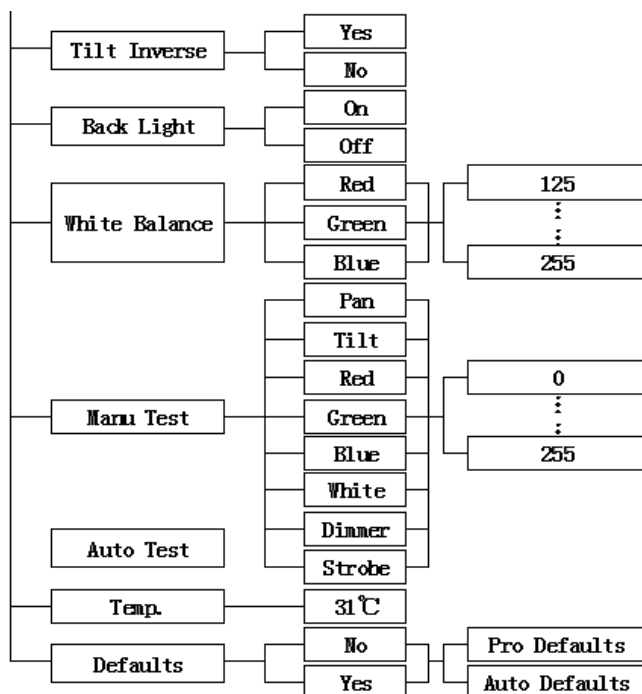 Tilt Inverse
Yes
No
Back Light
On
Off
White Balance
Red
Green
Blue
125
255
Manu Test
Pan
Tilt
Red
Green
Blue
White
Dimmer
Strobe
0
255
Auto Test
Temp.
31℃
Defaults
No
Yes
Pro Defaults
Auto Defaults